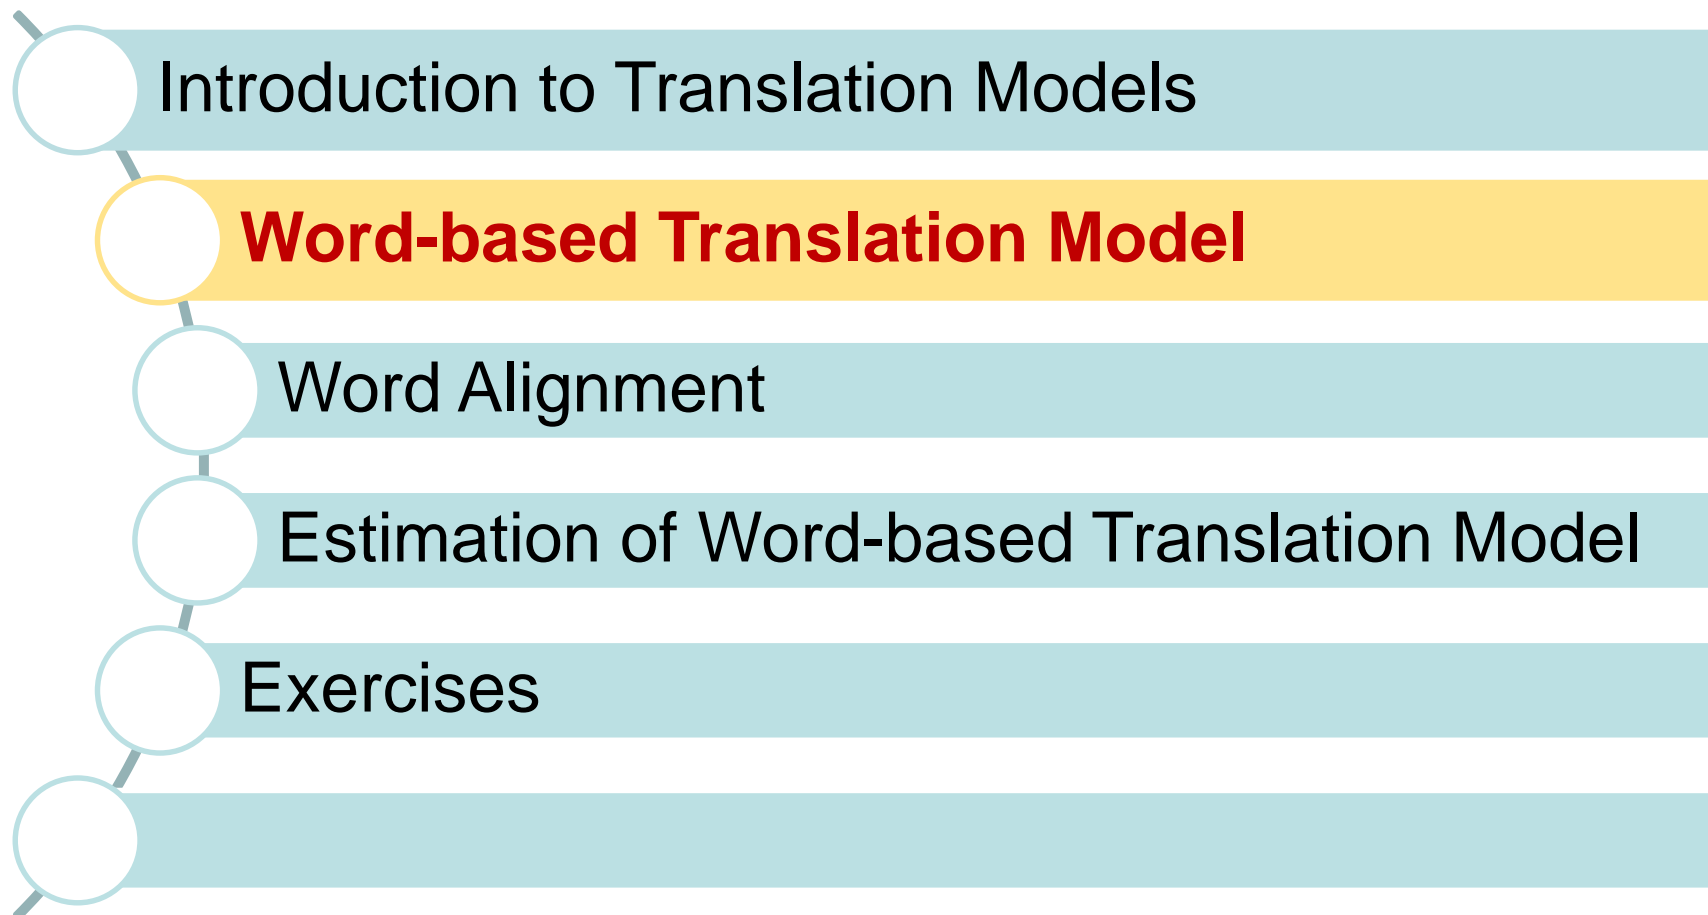 Introduction to Translation Models
Word-based Translation Model
Word Alignment
Estimation of Word-based Translation Model
Exercises